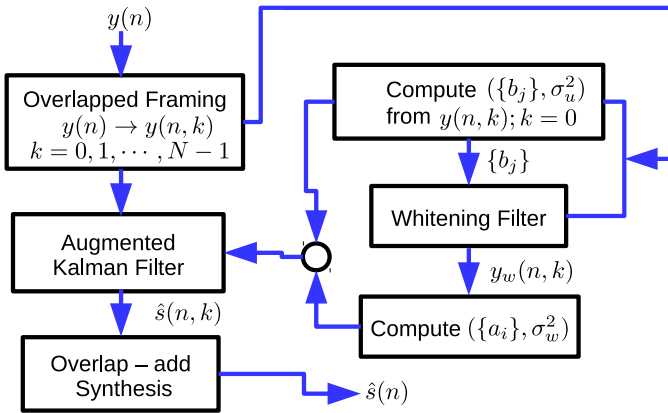 y(n)
Overlapped Framing
y(n) → y(n, k)
k = 0, 1, ⋯ , N − 1
Compute ({b_j}, σ_u^2)
from y(n, k); k = 0
{b_j}
Whitening Filter
y_w(n, k)
Compute ({a_i}, σ_w^2)
Augmented
Kalman Filter
ŝ(n, k)
Overlap – add
Synthesis
ŝ(n)